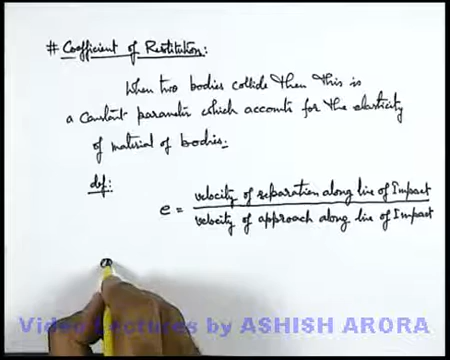 # Coefficient of Restitution:
When two bodies collide then this is
a constant parameter which accounts for the elasticity
of material of bodies.
def:
e = velocity of separation along line of Impact
velocity of approach along line of Impact
Video Lectures by ASHISH ARORA